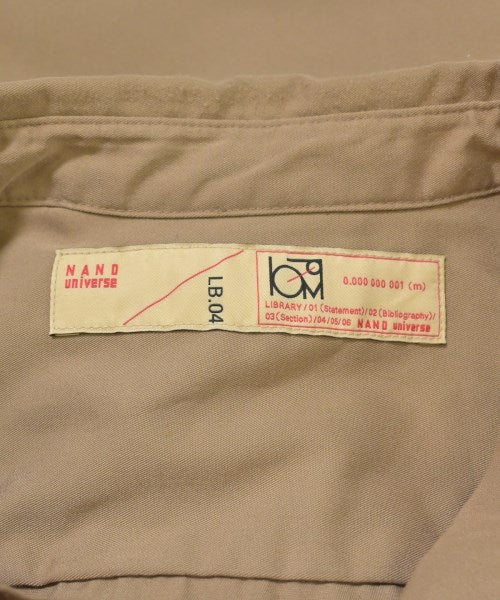 NAND
universe
LB.04
0.000 000 001 (m)
LIBRARY/01(Statement)/02(Bibliography)/
03(Section)/04/05/06 NAND universe